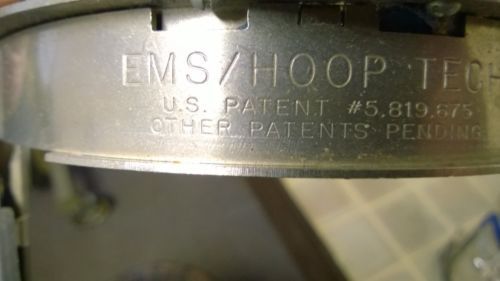 EMS/HOOP TECH
U.S. PATENT #5,819,675
OTHER PATENTS PENDING